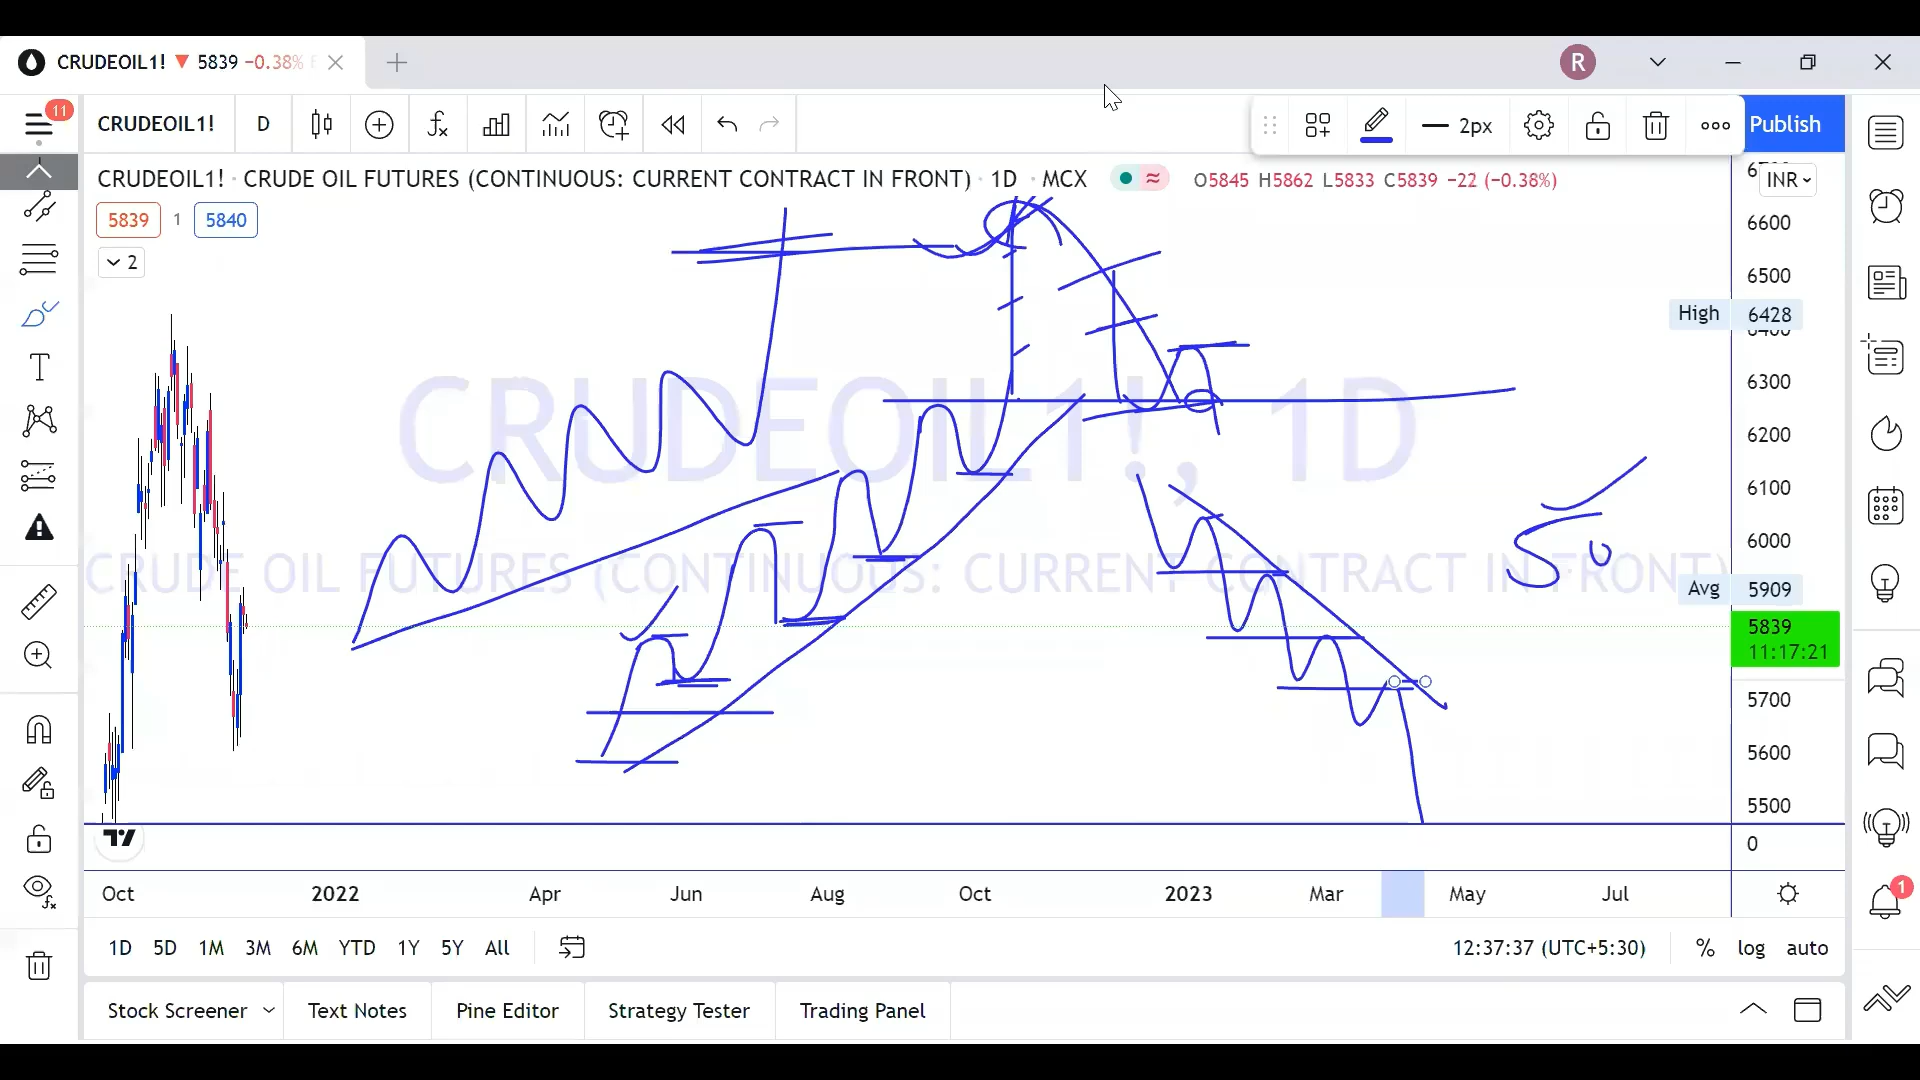 CRUDEOIL1! ▼ 5839 −0.38%
R
11
CRUDEOIL1! D
2px
Publish
CRUDEOIL1! · CRUDE OIL FUTURES (CONTINUOUS: CURRENT CONTRACT IN FRONT) · 1D · MCX
O5845 H5862 L5833 C5839 −22 (−0.38%)
INR
5839 1 5840
2
6600
6500
High 6428
6300
6200
6100
6000
Avg 5909
5839
11:17:21
5700
5600
5500
0
CRUDEOIL1!, 1D
CRUDE OIL FUTURES (CONTINUOUS: CURRENT CONTRACT IN FRONT)
Oct 2022 Apr Jun Aug Oct 2023 Mar May Jul
1
1D 5D 1M 3M 6M YTD 1Y 5Y All
12:37:37 (UTC+5:30) % log auto
Stock Screener Text Notes Pine Editor Strategy Tester Trading Panel